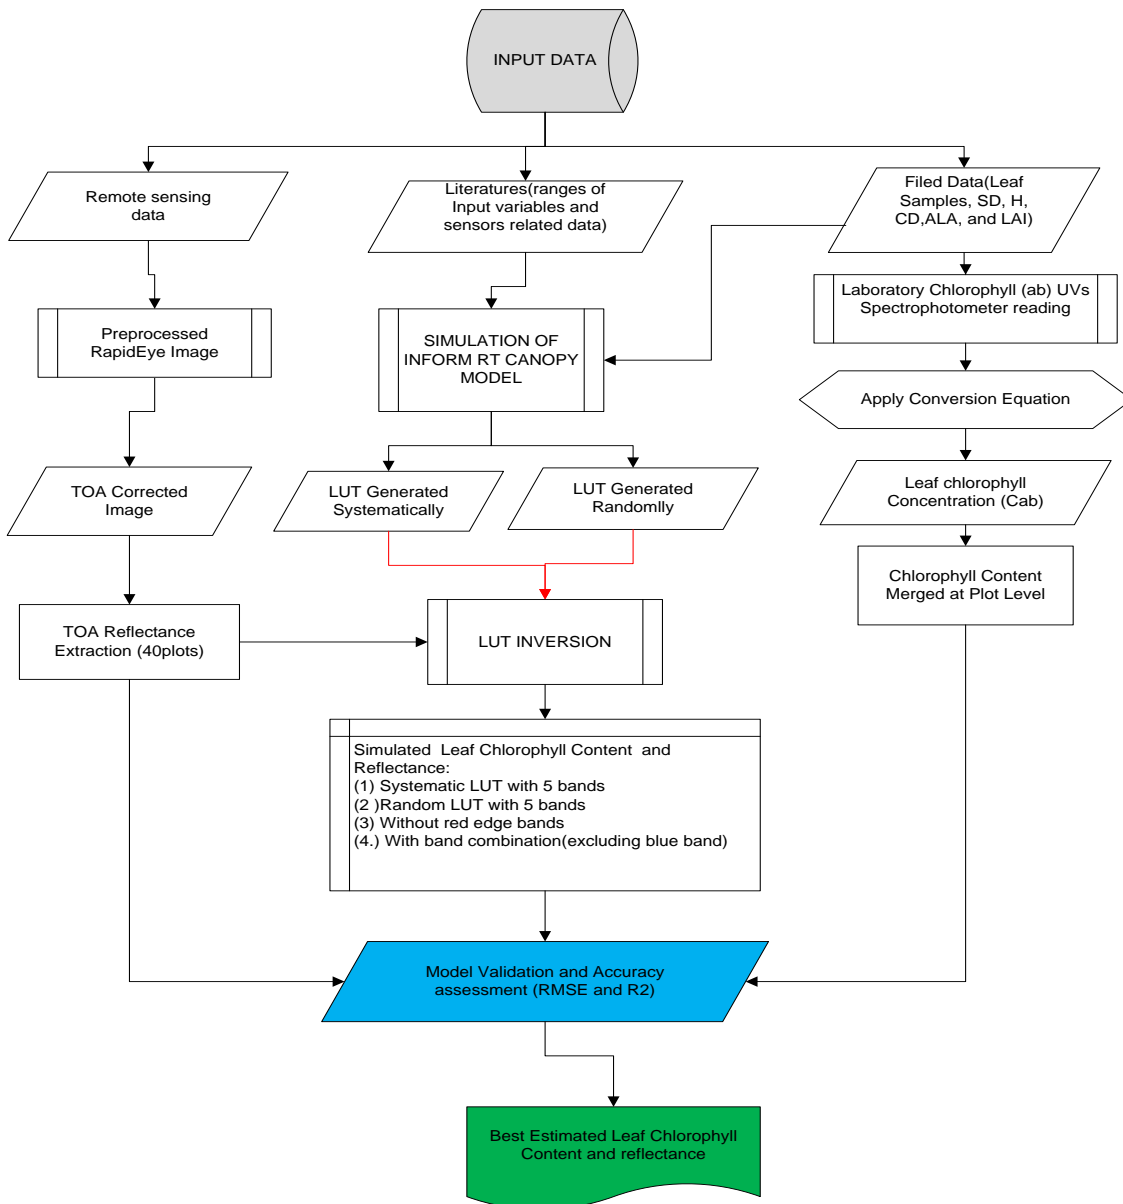 INPUT DATA
Remote sensing
data
Literatures(ranges of
Input variables and
sensors related data)
Filed Data(Leaf
Samples, SD, H,
CD,ALA, and LAI)
Laboratory Chlorophyll (ab) UVs
Spectrophotometer reading
Preprocessed
RapidEye Image
SIMULATION OF
INFORM RT CANOPY
MODEL
Apply Conversion Equation
TOA Corrected
Image
LUT Generated
Systematically
LUT Generated
Randomlly
Leaf chlorophyll
Concentration (Cab)
Chlorophyll Content
Merged at Plot Level
TOA Reflectance
Extraction (40plots)
LUT INVERSION
Simulated  Leaf Chlorophyll Content  and
Reflectance:
(1) Systematic LUT with 5 bands
(2 )Random LUT with 5 bands
(3) Without red edge bands
(4.) With band combination(excluding blue band)
Model Validation and Accuracy
assessment (RMSE and R2)
Best Estimated Leaf Chlorophyll
Content and reflectance